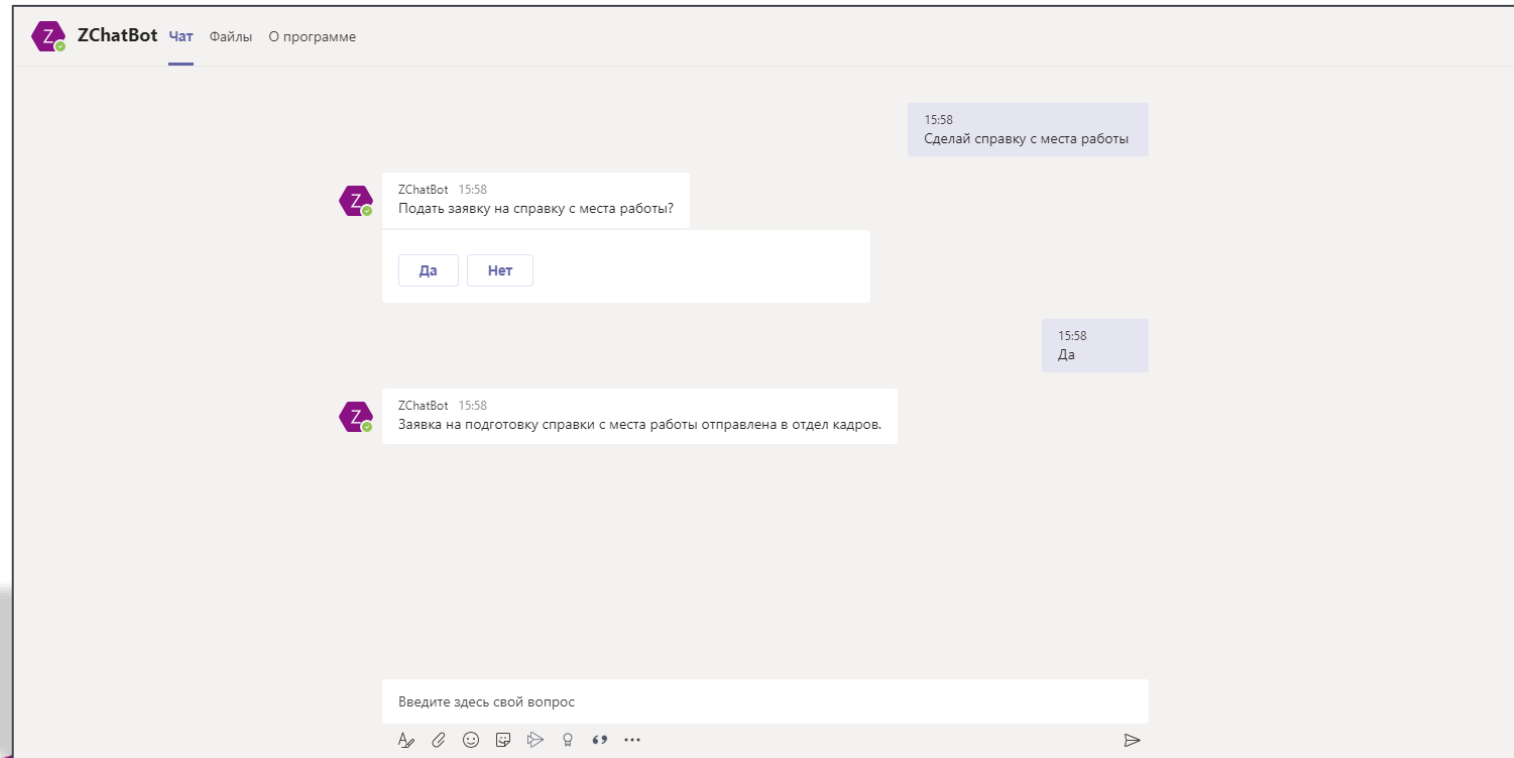 Z ZChatBot Чат Файлы О программе
15:58
Сделай справку с места работы
Z ZChatBot 15:58
Подать заявку на справку с места работы?
Да Нет
15:58
Да
Z ZChatBot 15:58
Заявка на подготовку справки с места работы отправлена в отдел кадров.
Введите здесь свой вопрос